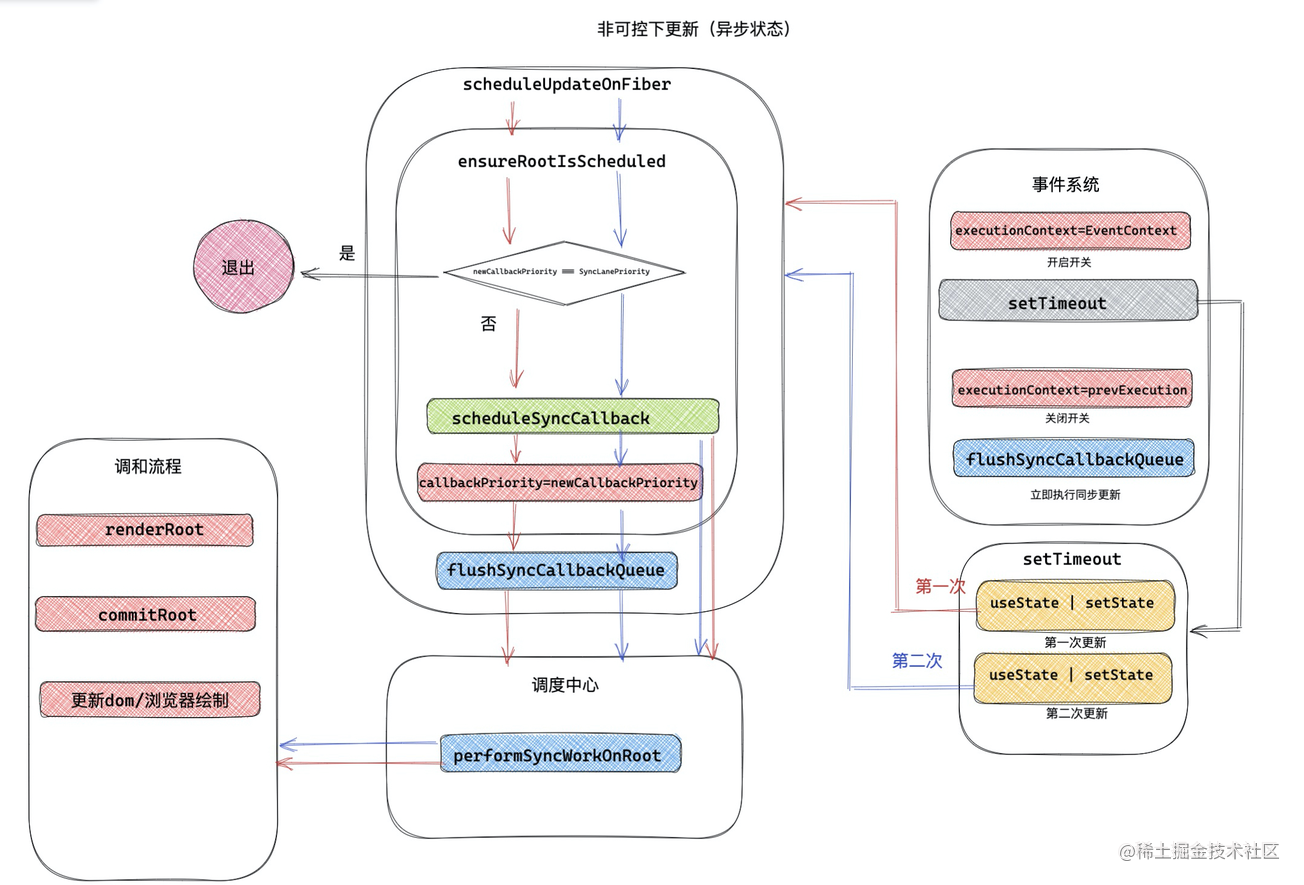 非可控下更新（异步状态）
scheduleUpdateOnFiber
ensureRootIsScheduled
newCallbackPriority === SyncLanePriority
是
退出
否
scheduleSyncCallback
callbackPriority=newCallbackPriority
flushSyncCallbackQueue
调度中心
performSyncWorkOnRoot
调和流程
renderRoot
commitRoot
更新dom/浏览器绘制
事件系统
executionContext=EventContext
开启开关
setTimeout
executionContext=prevExecution
关闭开关
flushSyncCallbackQueue
立即执行同步更新
setTimeout
第一次
useState | setState
第一次更新
第二次
useState | setState
第二次更新
@稀土掘金技术社区